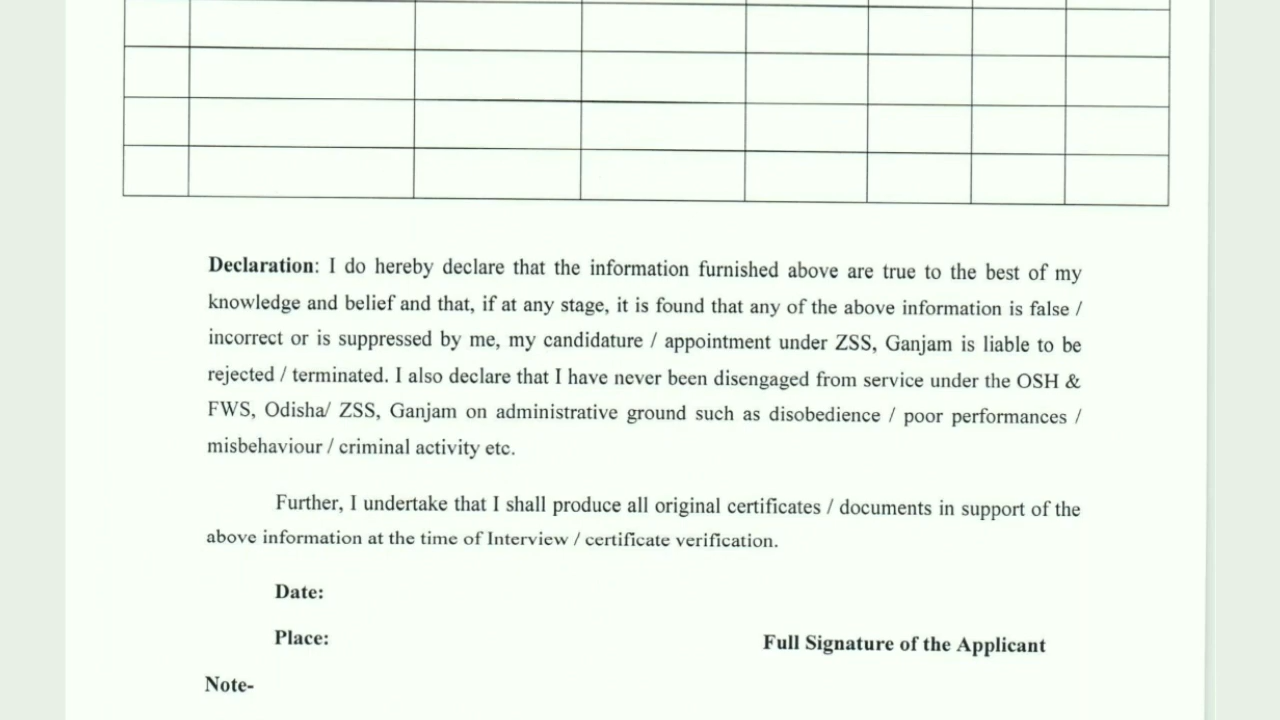 Declaration: I do hereby declare that the information furnished above are true to the best of my
knowledge and belief and that, if at any stage, it is found that any of the above information is false /
incorrect or is suppressed by me, my candidature / appointment under ZSS, Ganjam is liable to be
rejected / terminated. I also declare that I have never been disengaged from service under the OSH &
FWS, Odisha/ ZSS, Ganjam on administrative ground such as disobedience / poor performances /
misbehaviour / criminal activity etc.
Further, I undertake that I shall produce all original certificates / documents in support of the
above information at the time of Interview / certificate verification.
Date:
Place:
Full Signature of the Applicant
Note-